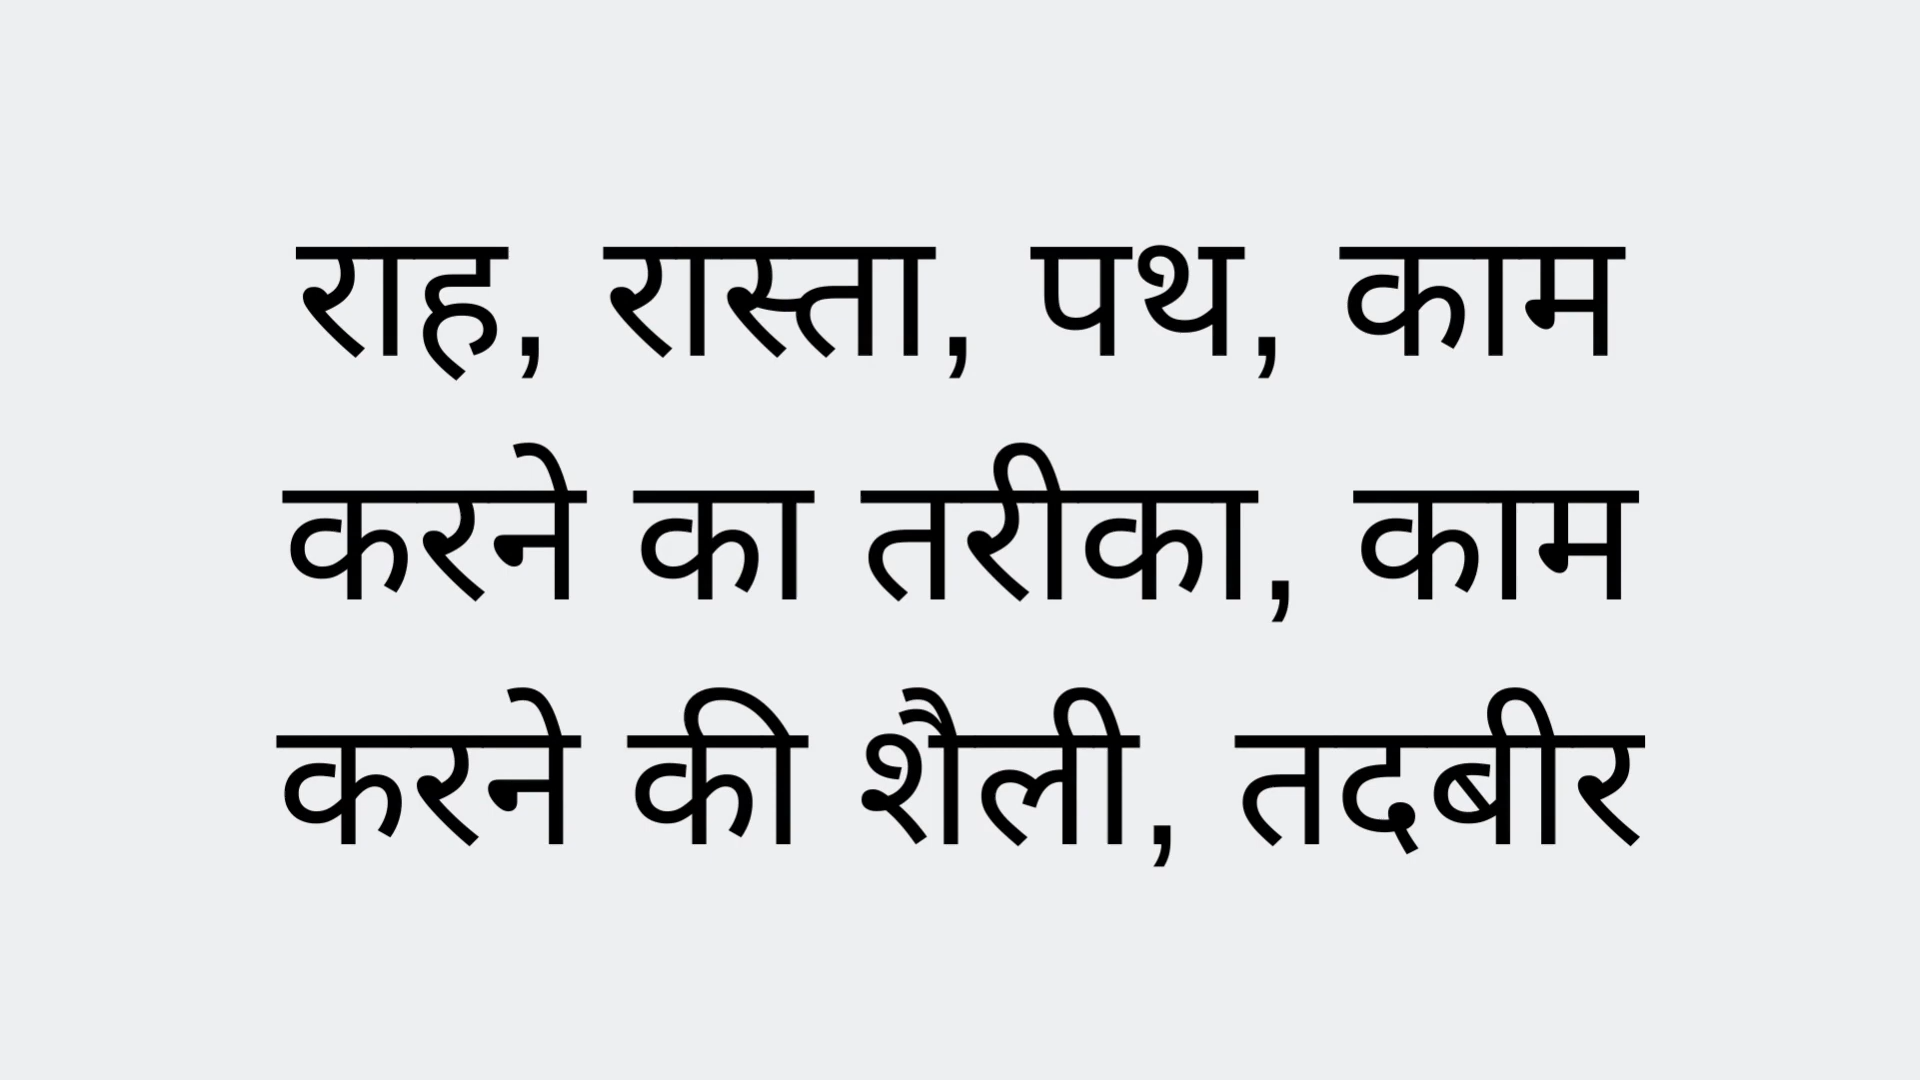 राह, रास्ता, पथ, काम
करने का तरीका, काम
करने की शैली, तदबीर